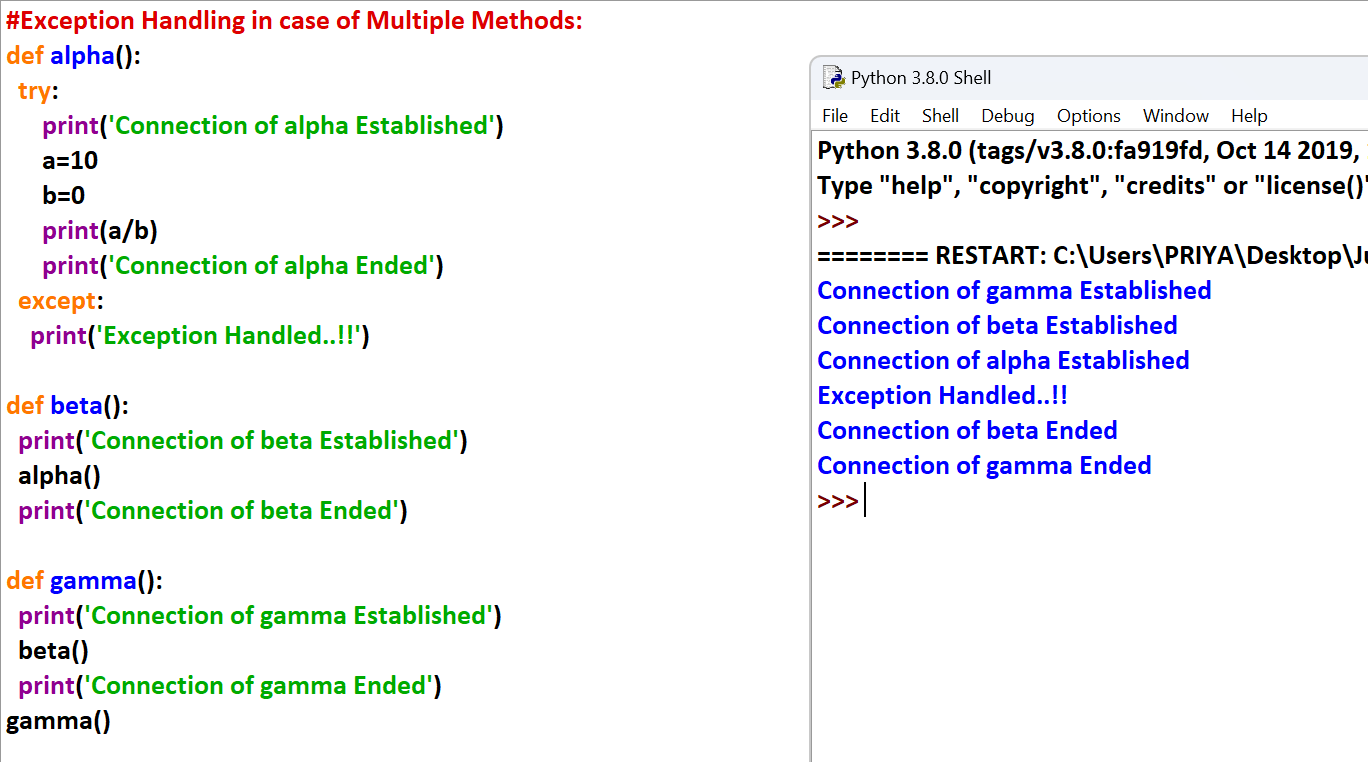 #Exception Handling in case of Multiple Methods:
def alpha():
try:
print('Connection of alpha Established')
a=10
b=0
print(a/b)
print('Connection of alpha Ended')
except:
print('Exception Handled..!!')
def beta():
print('Connection of beta Established')
alpha()
print('Connection of beta Ended')
def gamma():
print('Connection of gamma Established')
beta()
print('Connection of gamma Ended')
gamma()
Python 3.8.0 Shell
File Edit Shell Debug Options Window Help
Python 3.8.0 (tags/v3.8.0:fa919fd, Oct 14 2019,
Type "help", "copyright", "credits" or "license()"
>>>
======== RESTART: C:\Users\PRIYA\Desktop\Ju
Connection of gamma Established
Connection of beta Established
Connection of alpha Established
Exception Handled..!!
Connection of beta Ended
Connection of gamma Ended
>>>